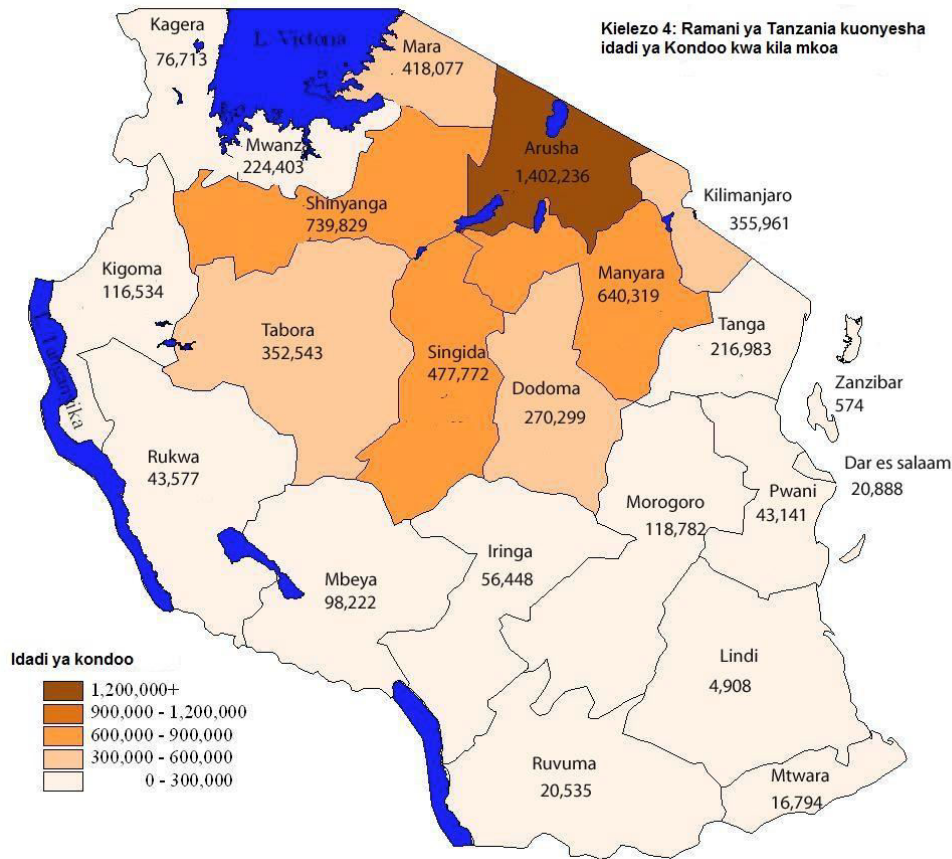 Kielezo 4: Ramani ya Tanzania kuonyesha
idadi ya Kondoo kwa kila mkoa
Kagera
76,713
L. Victoria
Mara
418,077
Mwanz
224,403
Arusha
1,402,236
Kilimanjaro
355,961
Shinyanga
739,829
Kigoma
116,534
Manyara
640,319
Tabora
352,543
Singida
477,772
Tanga
216,983
Dodoma
270,299
Zanzibar
574
Rukwa
43,577
Dar es salaam
20,888
Morogoro
118,782
Pwani
43,141
Iringa
56,448
Mbeya
98,222
Lindi
4,908
Ruvuma
20,535
Mtwara
16,794
Idadi ya kondoo
1,200,000+
900,000 - 1,200,000
600,000 - 900,000
300,000 - 600,000
0 - 300,000